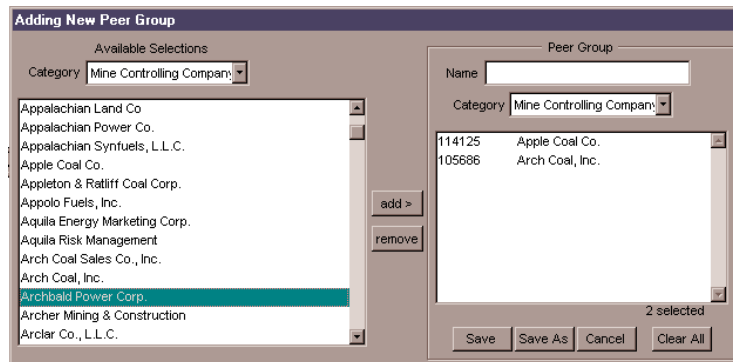 Adding New Peer Group
Available Selections
Category Mine Controlling Company
Appalachian Land Co
Appalachian Power Co.
Appalachian Synfuels, L.L.C.
Apple Coal Co.
Appleton & Ratliff Coal Corp.
Appolo Fuels, Inc.
Aquila Energy Marketing Corp.
Aquila Risk Management
Arch Coal Sales Co., Inc.
Arch Coal, Inc.
Archbald Power Corp.
Archer Mining & Construction
Arclar Co., L.L.C.
add >
remove
Peer Group
Name
Category Mine Controlling Company
114125 Apple Coal Co.
105686 Arch Coal, Inc.
2 selected
Save Save As Cancel Clear All